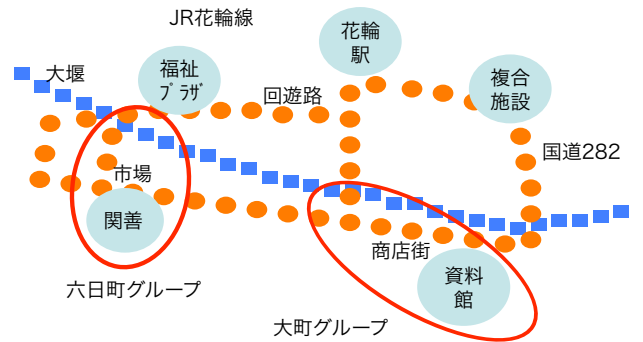 JR花輪線
花輪
駅
大堰
福祉
ﾌﾟﾗｻﾞ
複合
施設
回遊路
国道282
市場
関善
商店街
資料
館
六日町グループ
大町グループ